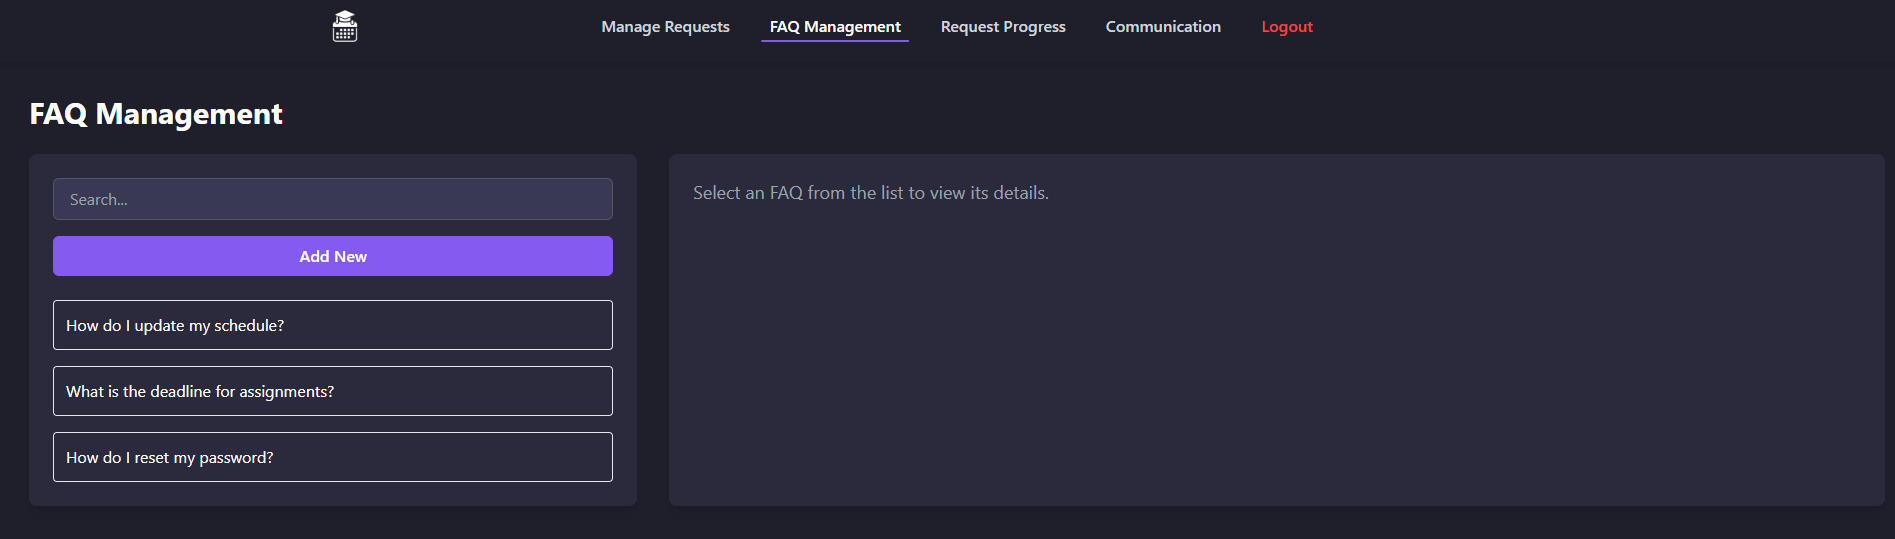 Manage Requests FAQ Management Request Progress Communication Logout
FAQ Management
Search...
Add New
How do I update my schedule?
What is the deadline for assignments?
How do I reset my password?
Select an FAQ from the list to view its details.